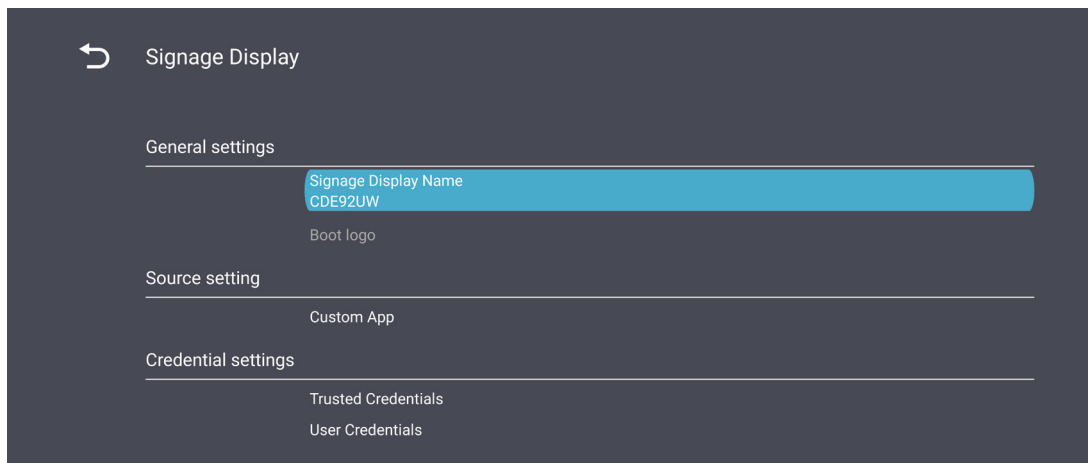 Signage Display
General settings
Signage Display Name
CDE92UW
Boot logo
Source setting
Custom App
Credential settings
Trusted Credentials
User Credentials